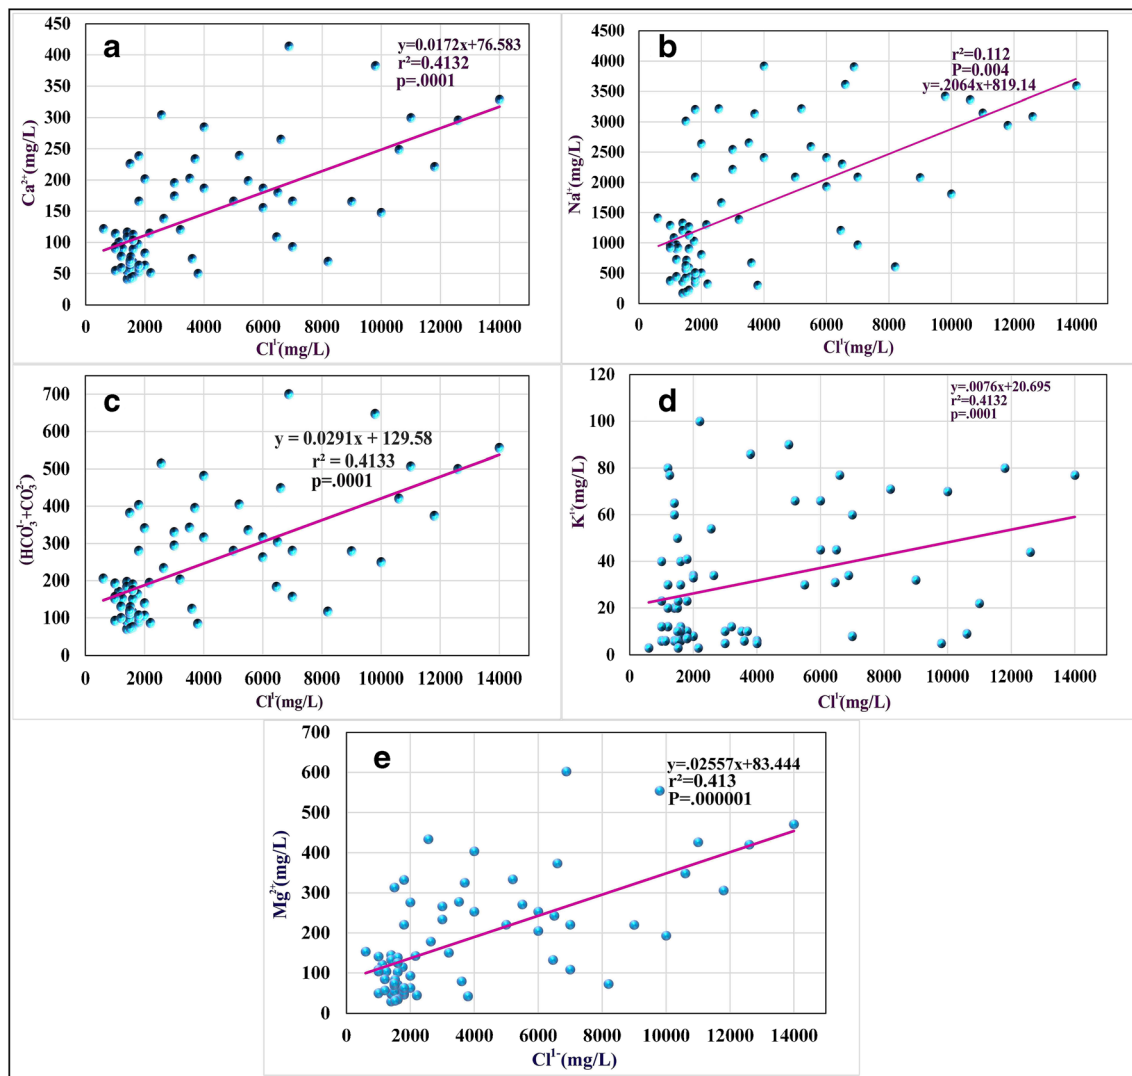 a
y=0.0172x+76.583
r²=0.4132
p=.0001
450
400
350
300
250
200
150
100
50
0
Ca²⁺(mg/L)
0 2000 4000 6000 8000 10000 12000 14000
Cl¹⁻(mg/L)
b
r²=0.112
P=0.004
y=.2064x+819.14
4500
4000
3500
3000
2500
2000
1500
1000
500
0
Na¹⁺(mg/L)
0 2000 4000 6000 8000 10000 12000 14000
Cl¹⁻(mg/L)
c
y = 0.0291x + 129.58
r² = 0.4133
p=.0001
700
600
500
400
300
200
100
0
(HCO₃¹⁻+CO₃²⁻)
0 2000 4000 6000 8000 10000 12000 14000
Cl¹⁻(mg/L)
d
y=.0076x+20.695
r²=0.4132
p=.0001
120
100
80
60
40
20
0
K¹⁺(mg/L)
0 2000 4000 6000 8000 10000 12000 14000
Cl¹⁻(mg/L)
e
y=.02557x+83.444
r²=0.413
P=.000001
700
600
500
400
300
200
100
0
Mg²⁺(mg/L)
0 2000 4000 6000 8000 10000 12000 14000
Cl¹⁻(mg/L)